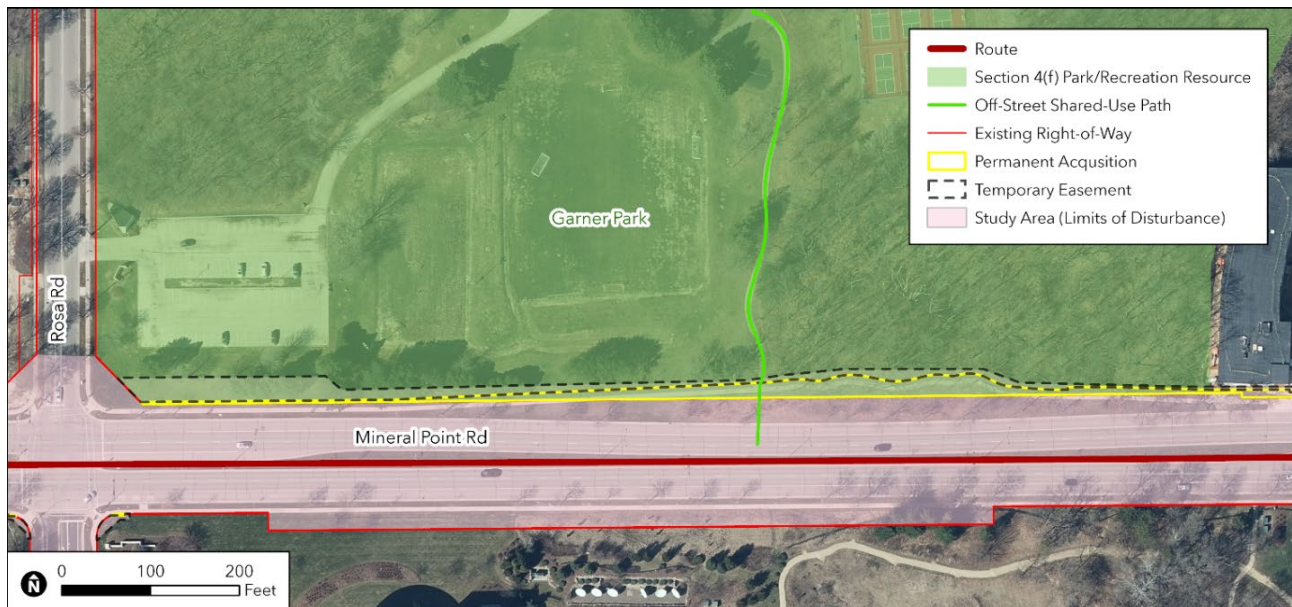 Route
Section 4(f) Park/Recreation Resource
Off-Street Shared-Use Path
Existing Right-of-Way
Permanent Acqusition
Temporary Easement
Study Area (Limits of Disturbance)
Garner Park
Rosa Rd
Mineral Point Rd
N
0 100 200
Feet